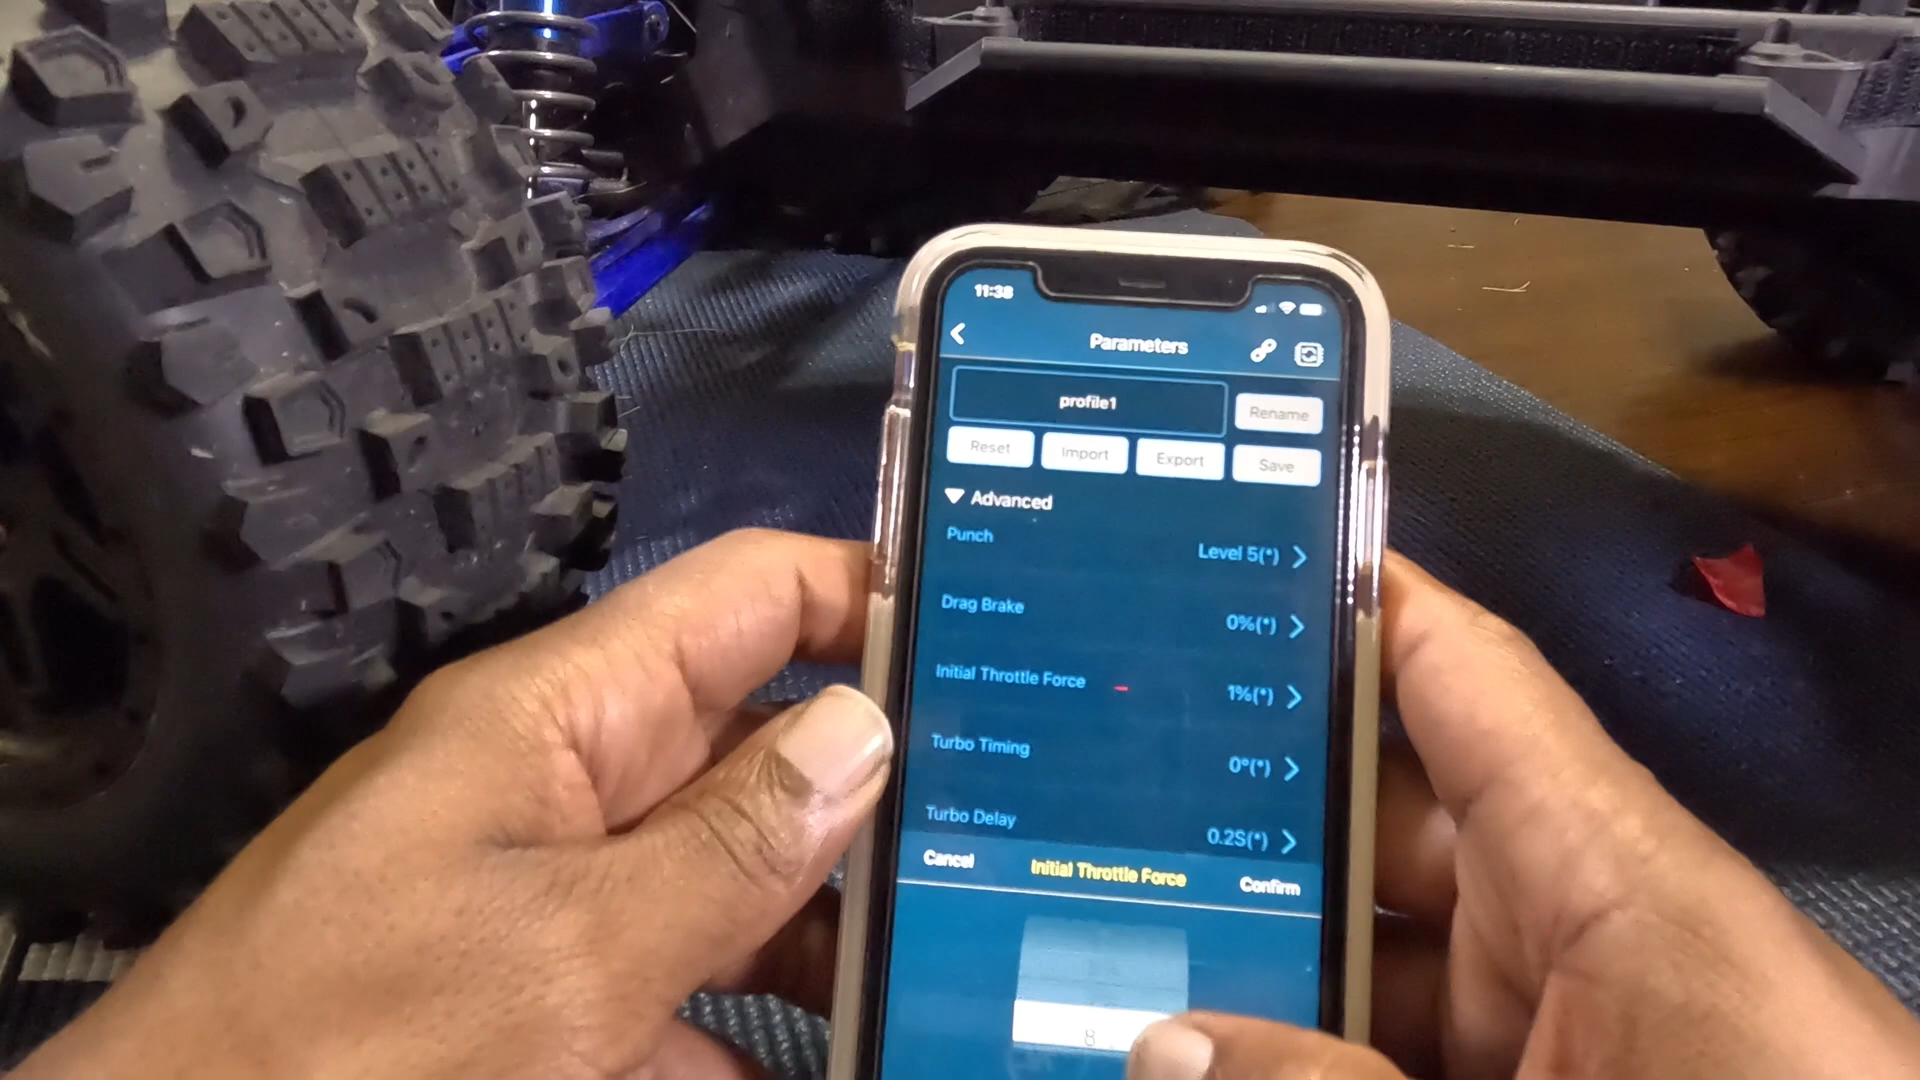 11:38
Parameters
profile1
Rename
Reset
Import
Export
Save
Advanced
Punch
Level 5(*)
Drag Brake
0%(*)
Initial Throttle Force
1%(*)
Turbo Timing
0°(*)
Turbo Delay
0.2S(*)
Cancel
Initial Throttle Force
Confirm
8